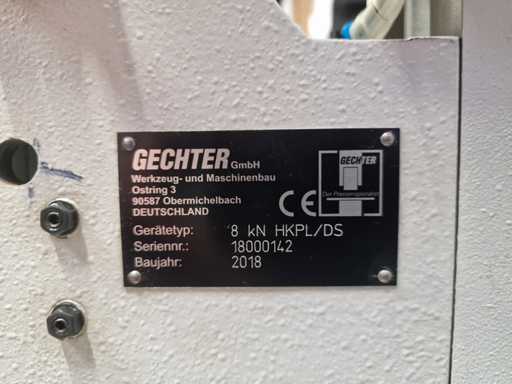 GECHTER GmbH
Werkzeug- und Maschinenbau
Ostring 3
90587 Obermichelbach
DEUTSCHLAND
Gerätetyp: 8 kN HKPL/DS
Seriennr.: 18000142
Baujahr: 2018
CE
GECHTER
Der Pressenspezialist